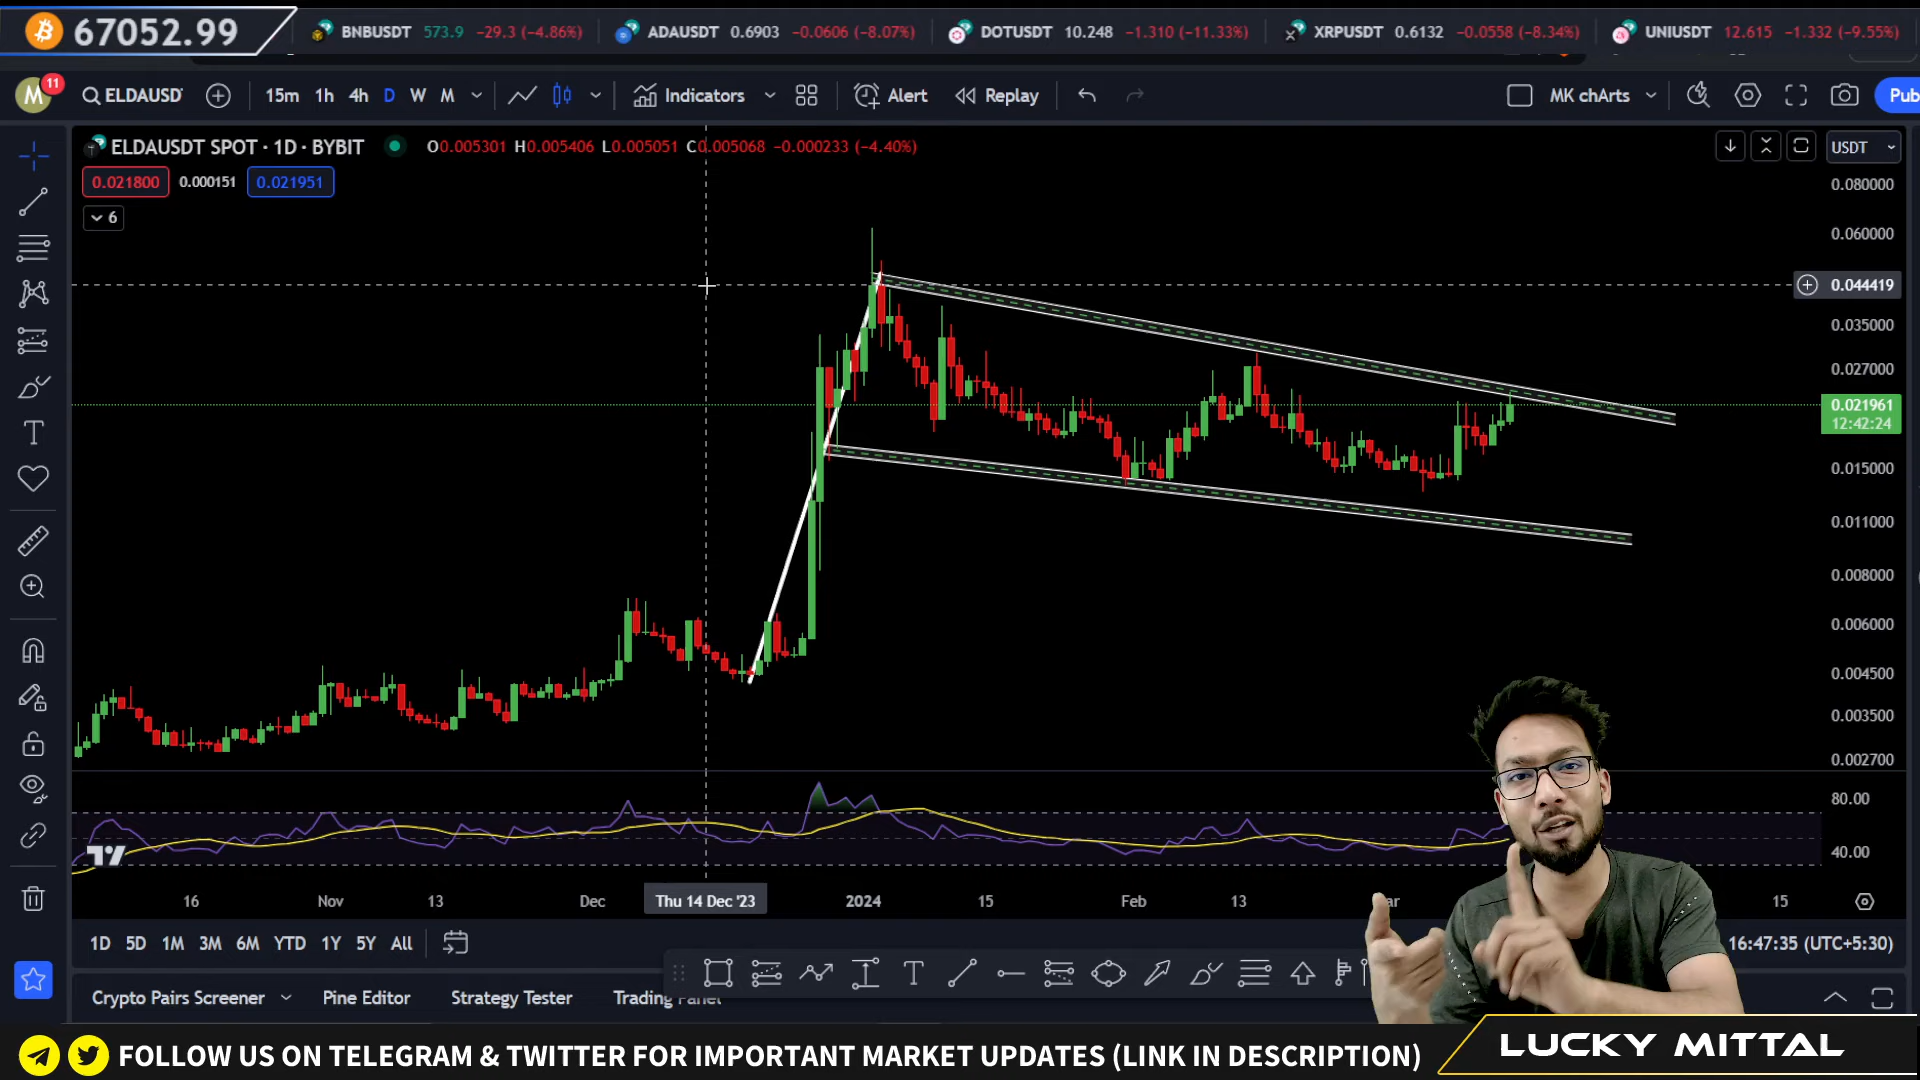 67052.99 BNBUSDT 573.9 -29.3 (-4.86%) ADAUSDT 0.6903 -0.0606 (-8.07%) DOTUSDT 10.248 -1.310 (-11.33%) XRPUSDT 0.6132 -0.0558 (-8.34%) UNIUSDT 12.615 -1.332 (-9.55%)
M 11 ELDAUSDT 15m 1h 4h D W M Indicators Alert Replay MK chArts Pub
ELDAUSDT SPOT · 1D · BYBIT O0.005301 H0.005406 L0.005051 C0.005068 -0.000233 (-4.40%) USDT
0.021800 0.000151 0.021951
6
0.080000
0.060000
0.044419
0.035000
0.027000
0.021961
12:42:24
0.015000
0.011000
0.008000
0.006000
0.004500
0.003500
0.002700
80.00
40.00
16 Nov 13 Dec Thu 14 Dec '23 2024 15 Feb 13 ar 15
1D 5D 1M 3M 6M YTD 1Y 5Y All 16:47:35 (UTC+5:30)
Crypto Pairs Screener Pine Editor Strategy Tester Trading Panel
FOLLOW US ON TELEGRAM & TWITTER FOR IMPORTANT MARKET UPDATES (LINK IN DESCRIPTION) LUCKY MITTAL